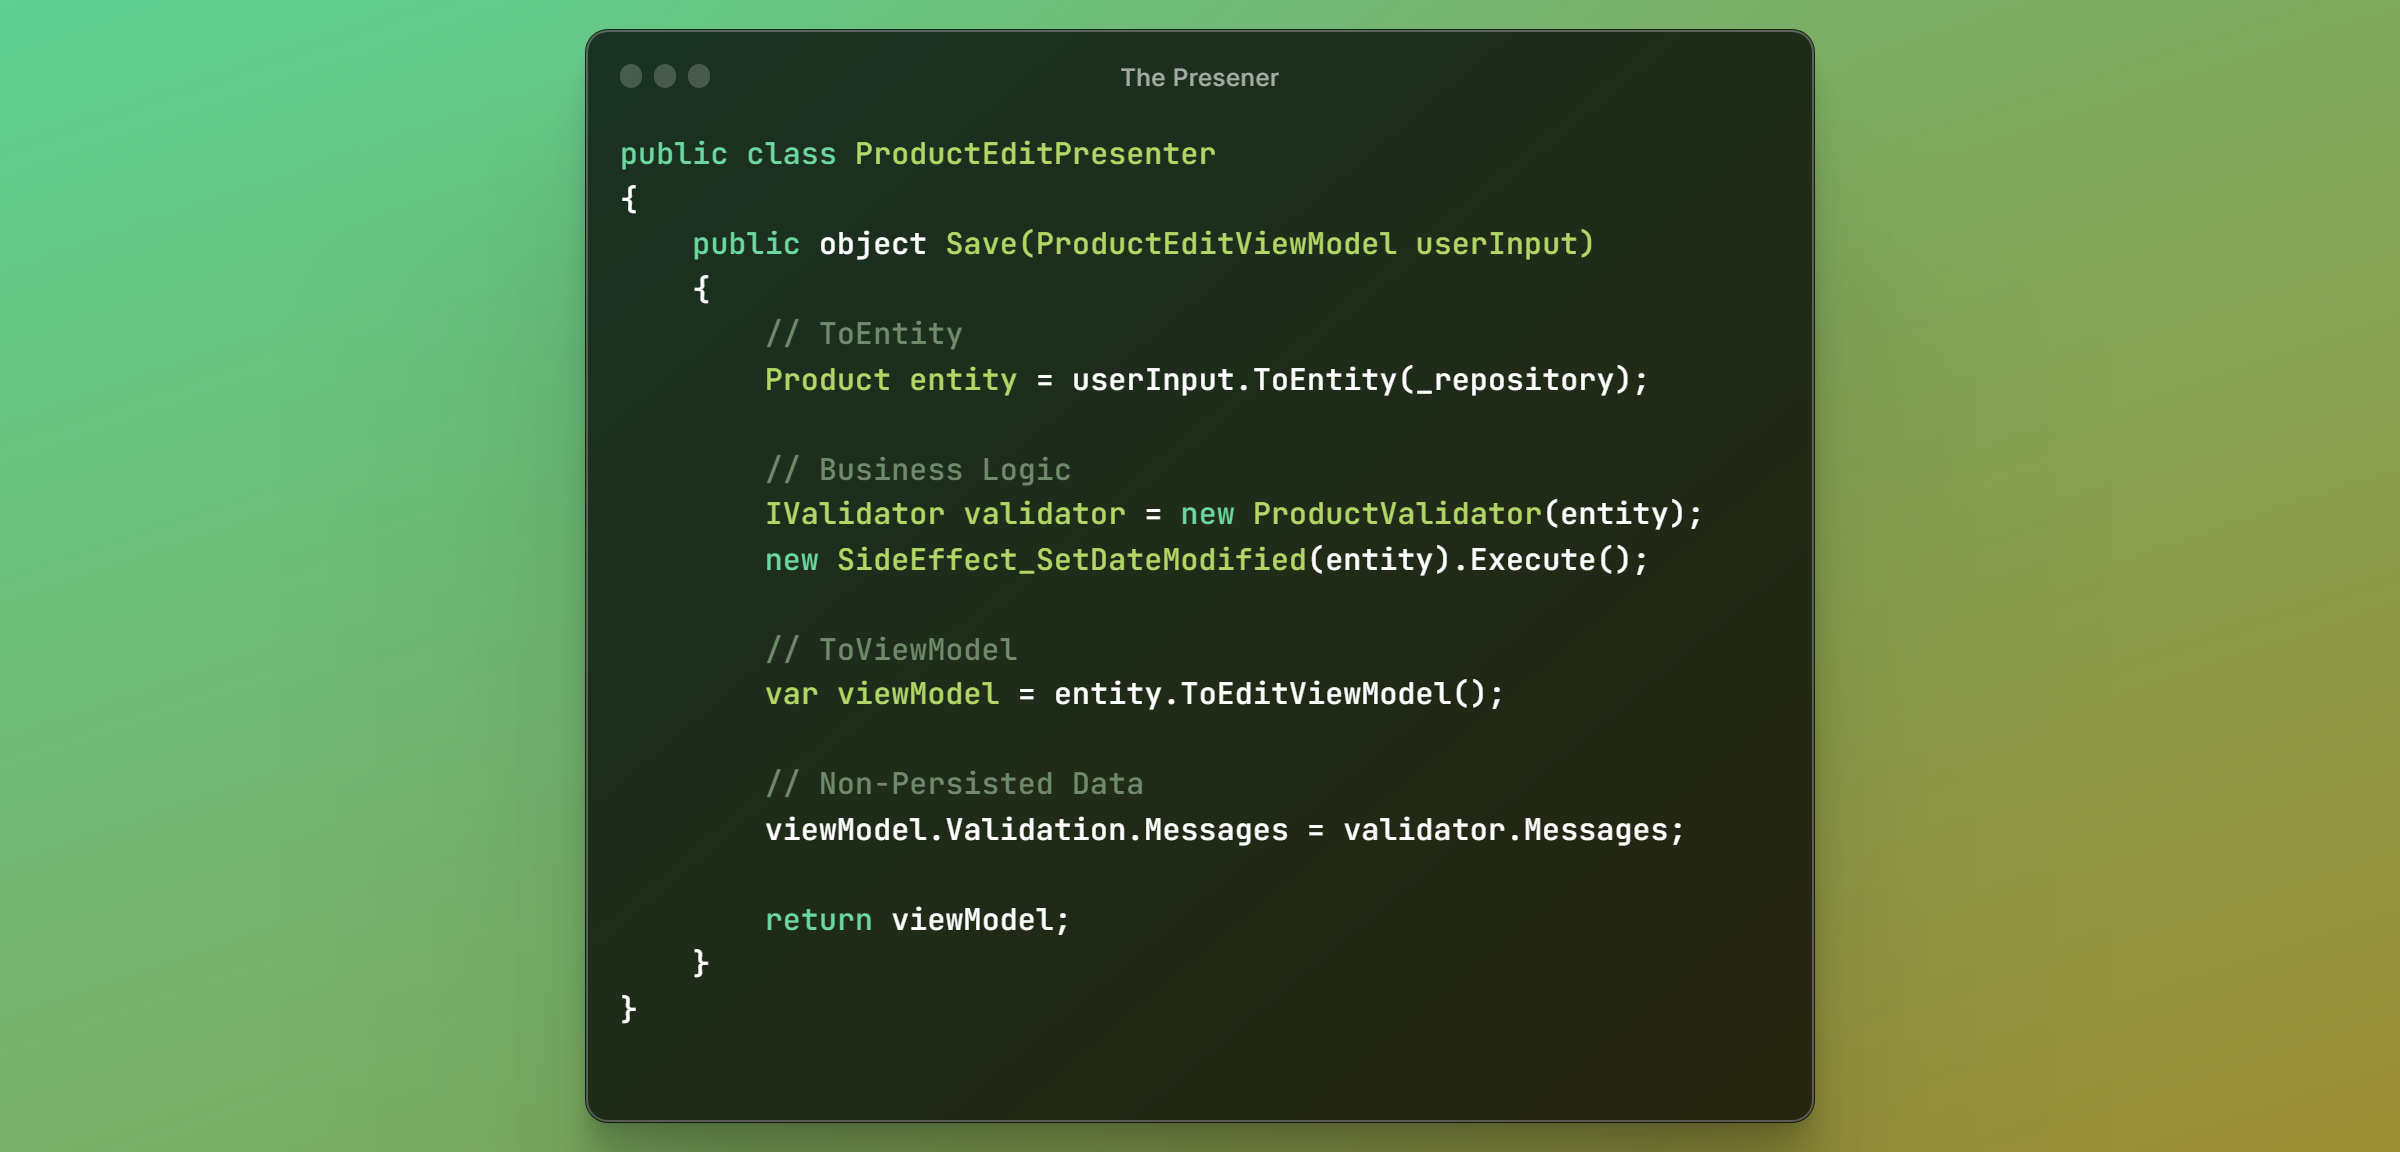 The Presener
public class ProductEditPresenter
{
    public object Save(ProductEditViewModel userInput)
    {
        // ToEntity
        Product entity = userInput.ToEntity(_repository);

        // Business Logic
        IValidator validator = new ProductValidator(entity);
        new SideEffect_SetDateModified(entity).Execute();

        // ToViewModel
        var viewModel = entity.ToEditViewModel();

        // Non-Persisted Data
        viewModel.Validation.Messages = validator.Messages;

        return viewModel;
    }
}